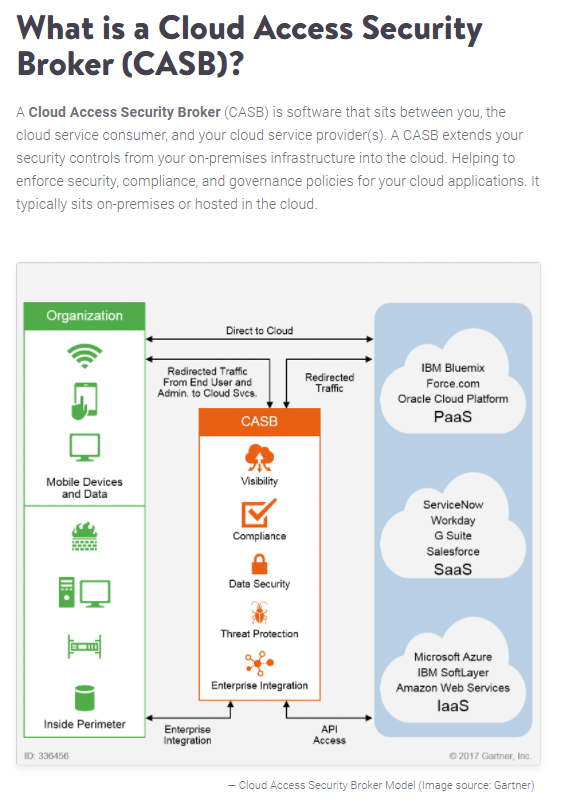 What is a Cloud Access Security
Broker (CASB)?
A Cloud Access Security Broker (CASB) is software that sits between you, the
cloud service consumer, and your cloud service provider(s). A CASB extends your
security controls from your on-premises infrastructure into the cloud. Helping to
enforce security, compliance, and governance policies for your cloud applications. It
typically sits on-premises or hosted in the cloud.
Organization
Mobile Devices
and Data
Inside Perimeter
Direct to Cloud
Redirected Traffic
From End User and
Admin. to Cloud Svcs.
Redirected
Traffic
CASB
Visibility
Compliance
Data Security
Threat Protection
Enterprise Integration
Enterprise
Integration
API
Access
IBM Bluemix
Force.com
Oracle Cloud Platform
PaaS
ServiceNow
Workday
G Suite
Salesforce
SaaS
Microsoft Azure
IBM SoftLayer
Amazon Web Services
IaaS
ID: 336456
© 2017 Gartner, Inc.
— Cloud Access Security Broker Model (Image source: Gartner)